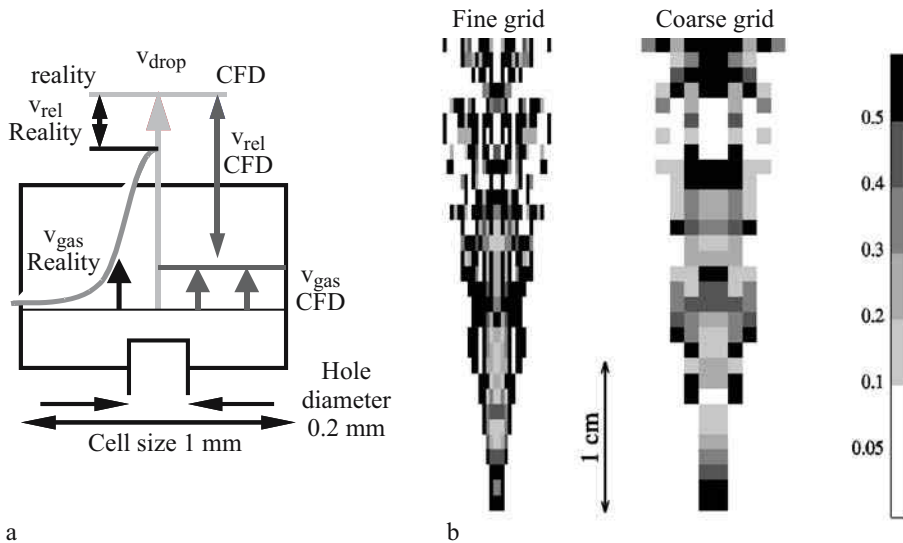 Fine grid
Coarse grid
v_drop
reality
CFD
v_rel
Reality
v_rel
CFD
v_gas
Reality
v_gas
CFD
Hole
diameter
0.2 mm
Cell size 1 mm
1 cm
0.5
0.4
0.3
0.2
0.1
0.05
a
b